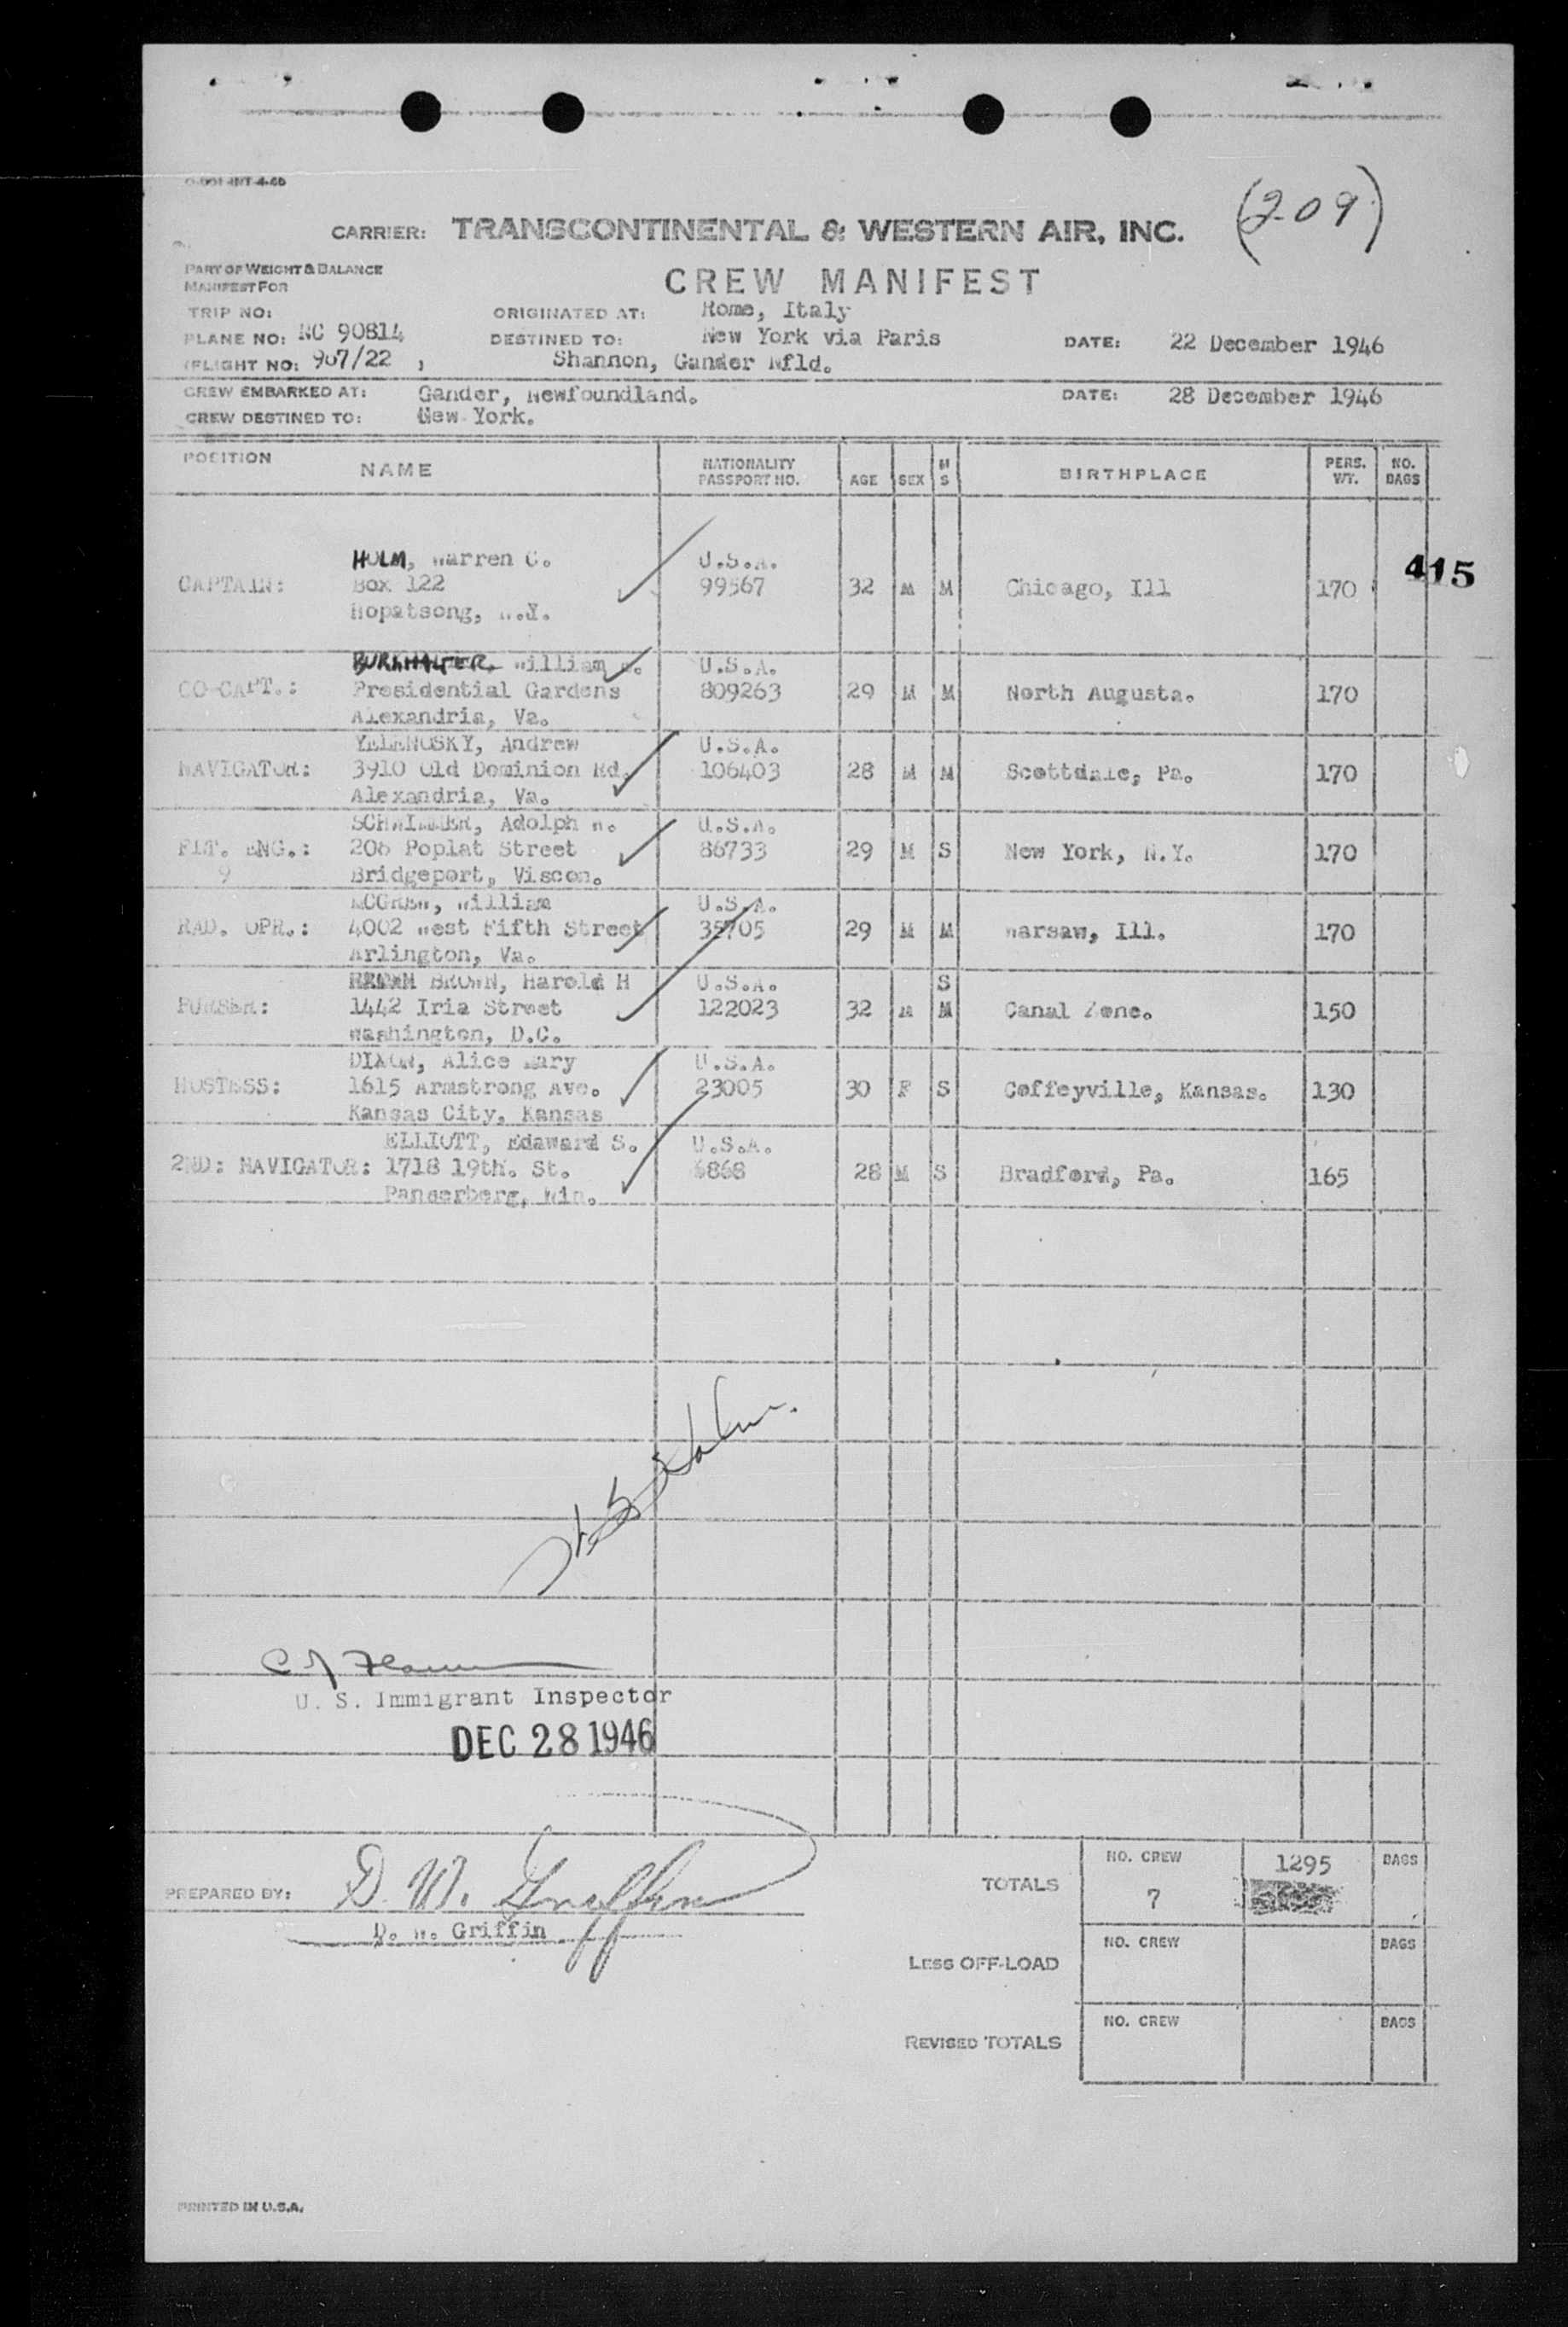 (209)
CARRIER: TRANSCONTINENTAL & WESTERN AIR, INC.
PART OF WEIGHT & BALANCE
MANIFEST FOR
CREW MANIFEST
TRIP NO: ORIGINATED AT: Rome, Italy
PLANE NO: NC 90814 DESTINED TO: New York via Paris DATE: 22 December 1946
(FLIGHT NO: 907/22 ) Shannon, Gander Nfld.
CREW EMBARKED AT: Gander, Newfoundland. DATE: 28 December 1946
CREW DESTINED TO: New York.
POSITION NAME NATIONALITY PASSPORT NO. AGE SEX M S BIRTHPLACE PERS. WT. NO. BAGS
HOLM, Warren C. U.S.A.
415
CAPTAIN: Box 122 99567 32 M M Chicago, Ill 170
Hopatsong, N.Y.
BURKHALTER, William U.S.A.
CO-CAPT.: Presidential Gardens 809263 29 M M North Augusta. 170
Alexandria, Va.
YELENOSKY, Andrew U.S.A.
NAVIGATOR: 3910 Old Dominion Rd. 106403 28 M M Scottdale, Pa. 170
Alexandria, Va.
SCHWIMMER, Adolph W. U.S.A.
FLT. ENG.: 206 Poplat Street 86733 29 M S New York, N.Y. 170
9 Bridgeport, Viscon.
MCGREW, William U.S.A.
RAD. OPR.: 4002 West Fifth Street 35705 29 M M Warsaw, Ill. 170
Arlington, Va.
BROWN, Harold H U.S.A. S
PURSER: 1442 Iria Street 122023 32 M M Canal Zone. 150
Washington, D.C.
DIXON, Alice Mary U.S.A.
HOSTESS: 1615 Armstrong Ave. 23005 30 F S Coffeyville, Kansas. 130
Kansas City, Kansas
ELLIOTT, Edaward S. U.S.A.
2ND: NAVIGATOR: 1718 19th. St. 6868 28 M S Bradford, Pa. 165
U. S. Immigrant Inspector
DEC 28 1946
PREPARED BY: D. W. Griffin
D. W. Griffin
TOTALS NO. CREW 7 1295 BAGS
LESS OFF-LOAD NO. CREW BAGS
REVISED TOTALS NO. CREW BAGS
PRINTED IN U.S.A.